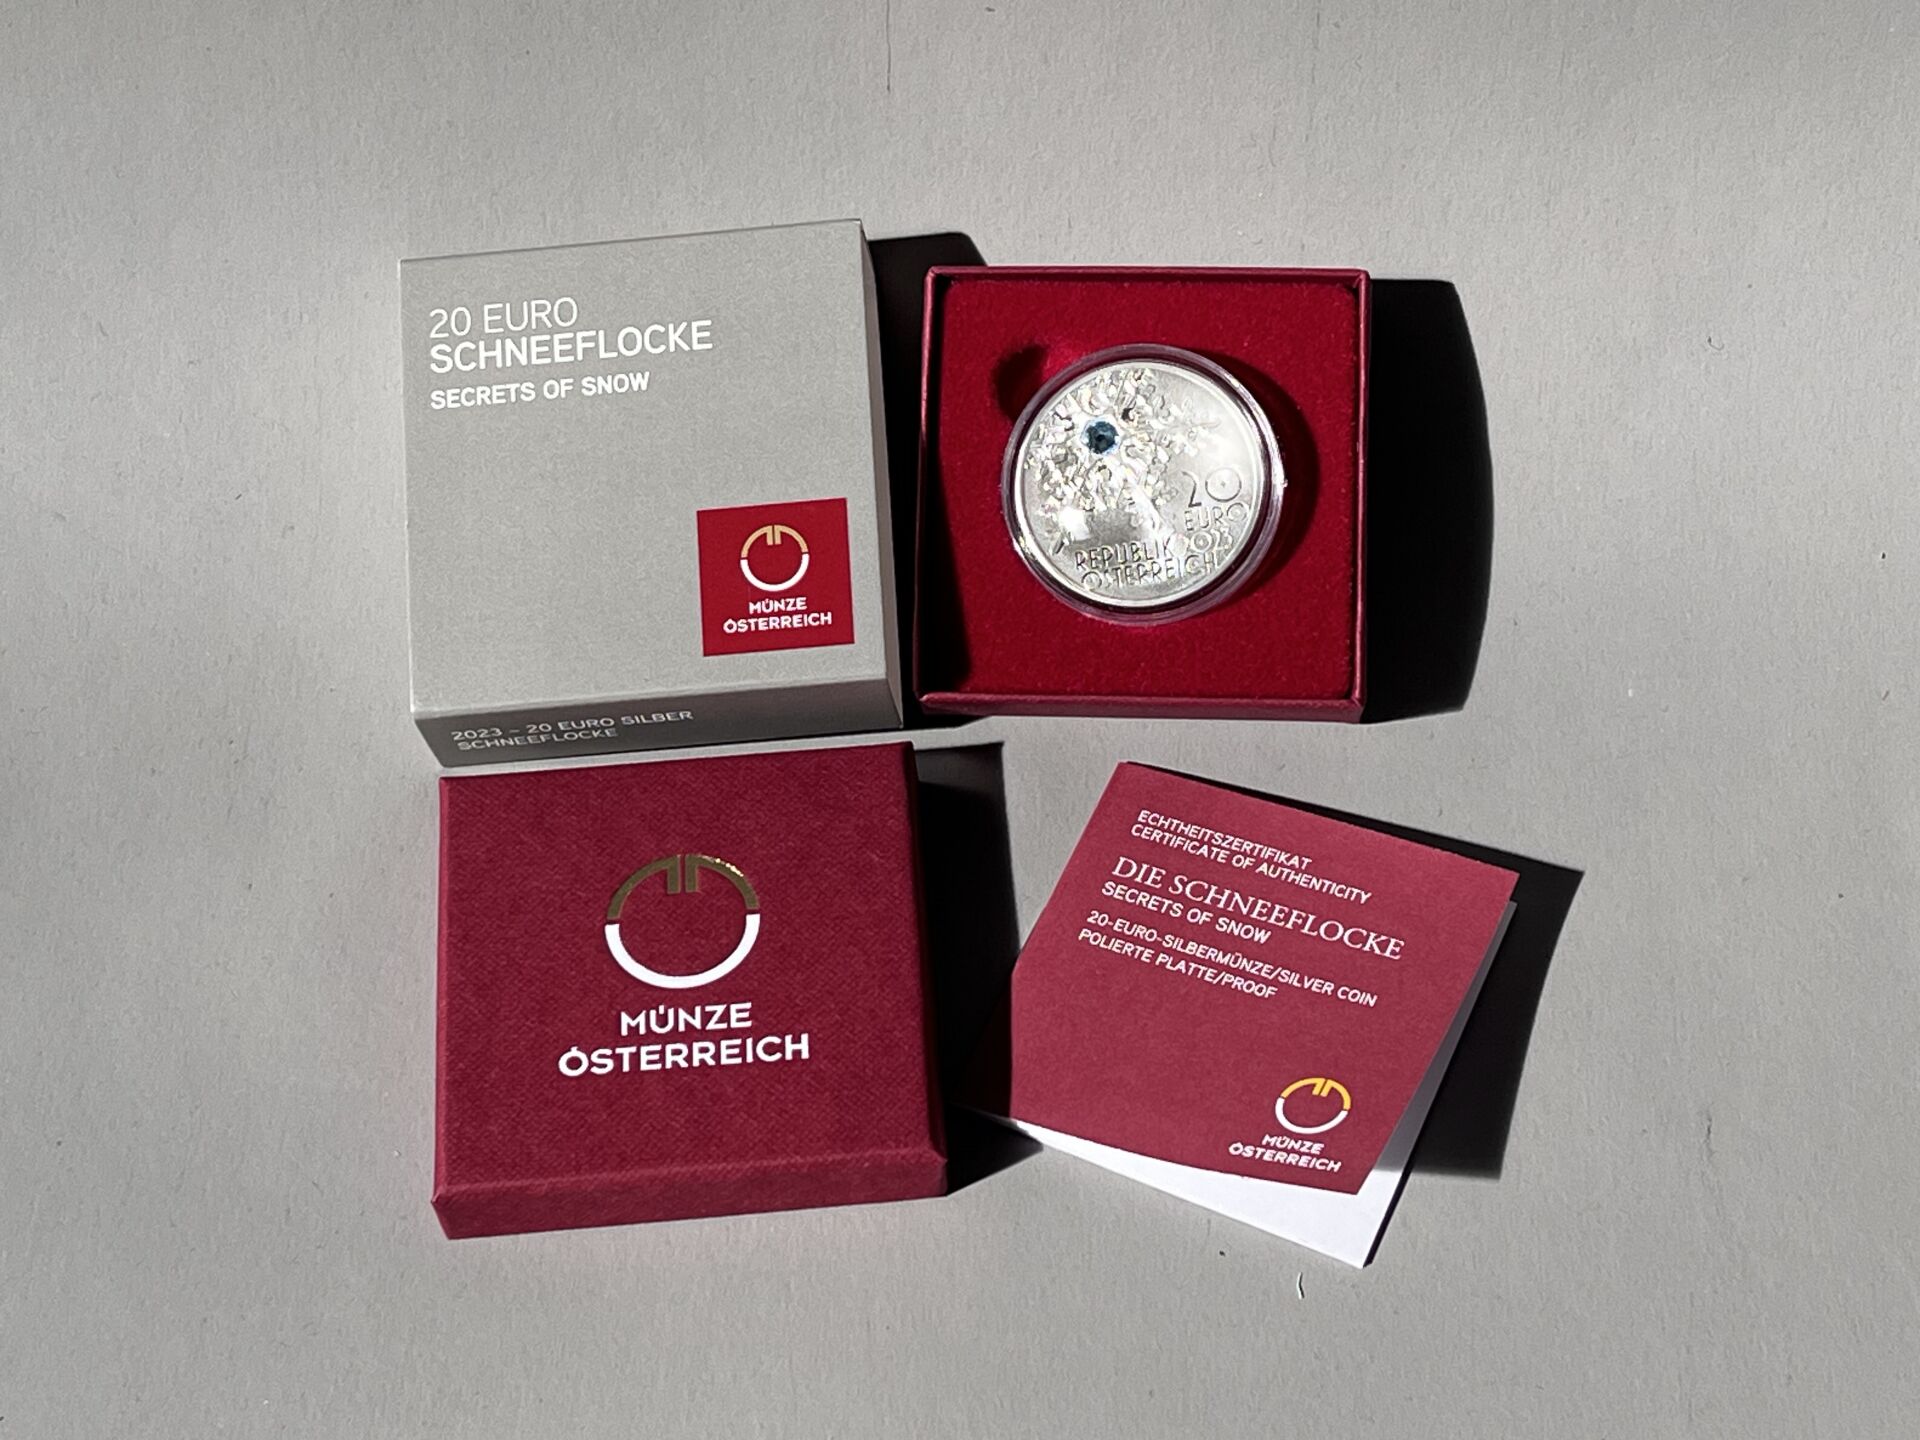 20 EURO
SCHNEEFLOCKE
SECRETS OF SNOW
MÜNZE
ÖSTERREICH
2023 – 20 EURO SILBER
SCHNEEFLOCKE
20
EURO
2023
REPUBLIK
ÖSTERREICH
MÜNZE
ÖSTERREICH
ECHTHEITSZERTIFIKAT
CERTIFICATE OF AUTHENTICITY
DIE SCHNEEFLOCKE
SECRETS OF SNOW
20-EURO-SILBERMÜNZE/SILVER COIN
POLIERTE PLATTE/PROOF
MÜNZE
ÖSTERREICH